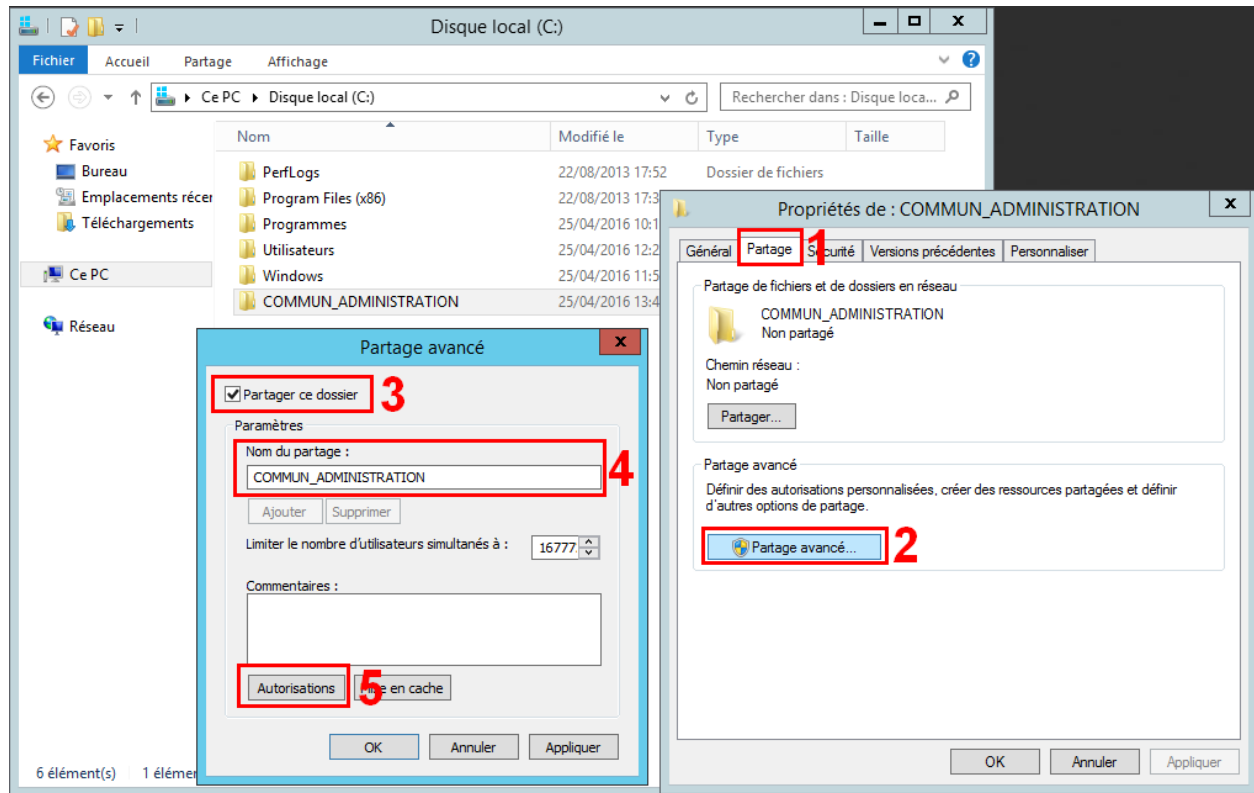 Disque local (C:)
Fichier Accueil Partage Affichage
Ce PC Disque local (C:)
Rechercher dans : Disque loca...
Favoris
Bureau
Emplacements récer
Téléchargements
Ce PC
Réseau
Nom Modifié le Type Taille
PerfLogs 22/08/2013 17:52 Dossier de fichiers
Program Files (x86) 22/08/2013 17:3
Programmes 25/04/2016 10:1
Utilisateurs 25/04/2016 12:2
Windows 25/04/2016 11:5
COMMUN_ADMINISTRATION 25/04/2016 13:4
6 élément(s) 1 élémen
Partage avancé
x
Partager ce dossier
3
Paramètres
Nom du partage :
COMMUN_ADMINISTRATION
4
Ajouter Supprimer
Limiter le nombre d'utilisateurs simultanés à : 16777
Commentaires :
Autorisations 5 Mise en cache
OK Annuler Appliquer
Propriétés de : COMMUN_ADMINISTRATION
x
Général Partage 1 Sécurité Versions précédentes Personnaliser
Partage de fichiers et de dossiers en réseau
COMMUN_ADMINISTRATION
Non partagé
Chemin réseau :
Non partagé
Partager...
Partage avancé
Définir des autorisations personnalisées, créer des ressources partagées et définir
d'autres options de partage.
Partage avancé...
2
OK Annuler Appliquer